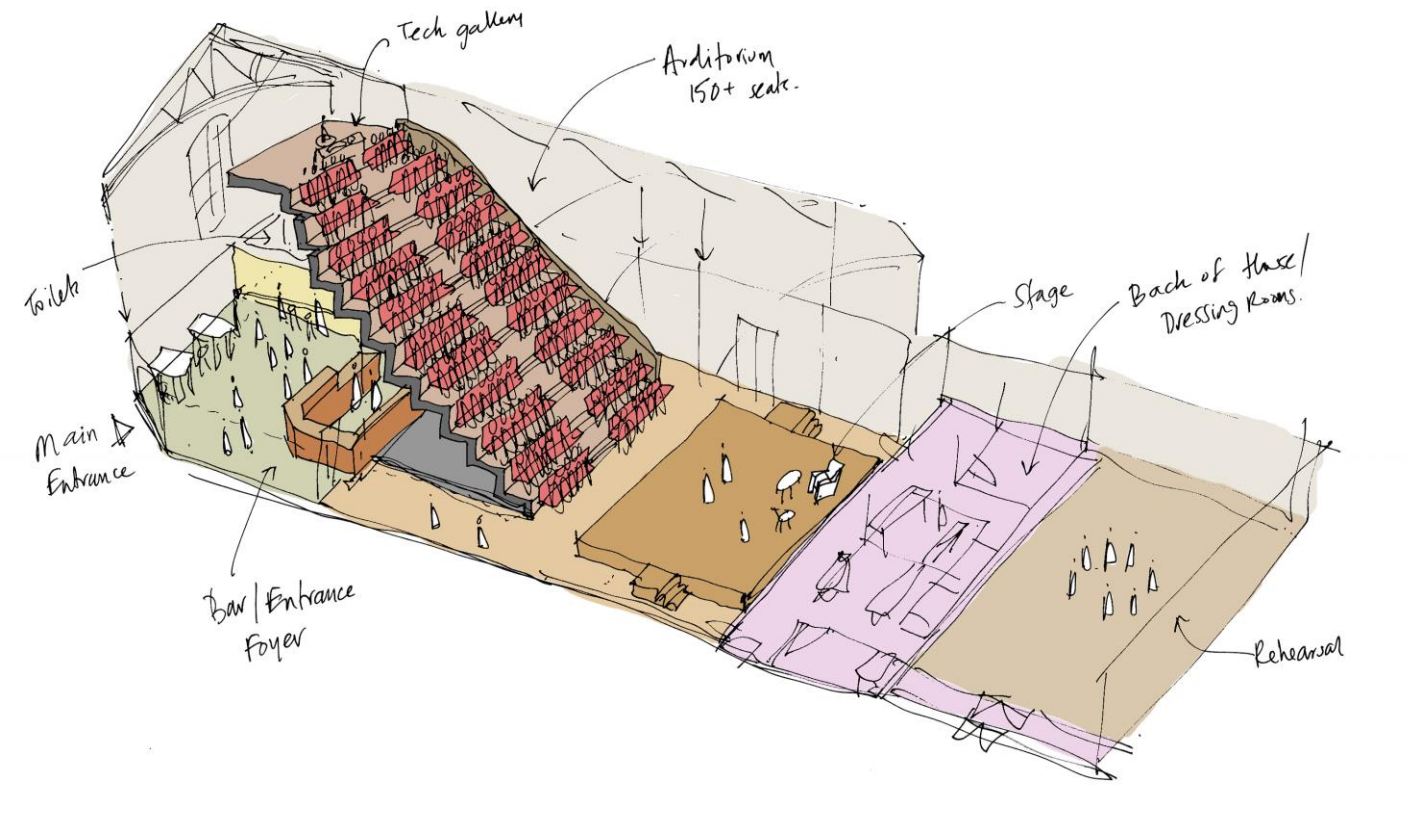 Tech gallery
Auditorium
150+ seats.
Toilets
Stage
Back of House/
Dressing Rooms.
Main
Entrance
Bar/Entrance
Foyer
Rehearsal